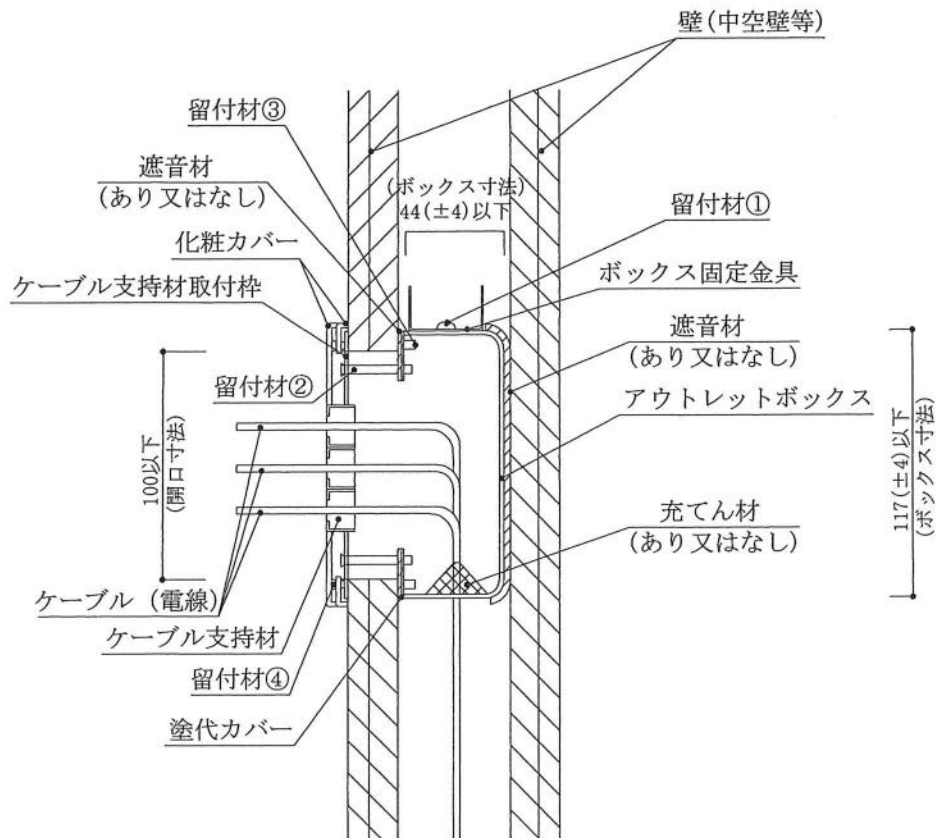 壁(中空壁等)
留付材③
遮音材
(あり又はなし)
(ボックス寸法)
44(±4)以下
留付材①
化粧カバー
ボックス固定金具
ケーブル支持材取付枠
遮音材
(あり又はなし)
留付材②
アウトレットボックス
100以下
(開口寸法)
117(±4)以下
(ボックス寸法)
充てん材
(あり又はなし)
ケーブル(電線)
ケーブル支持材
留付材④
塗代カバー